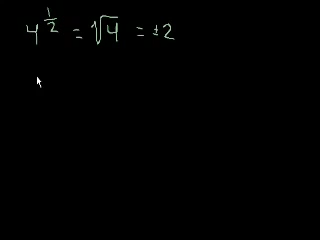 4^{1/2} = √4 = ±2